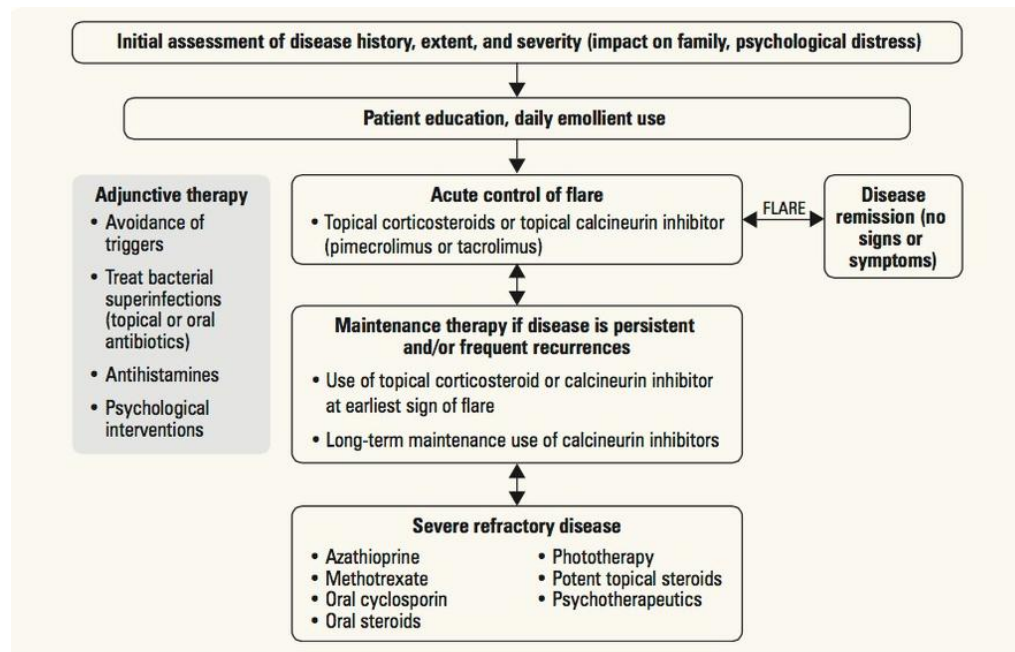 Initial assessment of disease history, extent, and severity (impact on family, psychological distress)
Patient education, daily emollient use
Adjunctive therapy
• Avoidance of
triggers
• Treat bacterial
superinfections
(topical or oral
antibiotics)
• Antihistamines
• Psychological
interventions
Acute control of flare
• Topical corticosteroids or topical calcineurin inhibitor
(pimecrolimus or tacrolimus)
FLARE
Disease
remission (no
signs or
symptoms)
Maintenance therapy if disease is persistent
and/or frequent recurrences
• Use of topical corticosteroid or calcineurin inhibitor
at earliest sign of flare
• Long-term maintenance use of calcineurin inhibitors
Severe refractory disease
• Azathioprine
• Methotrexate
• Oral cyclosporin
• Oral steroids
• Phototherapy
• Potent topical steroids
• Psychotherapeutics